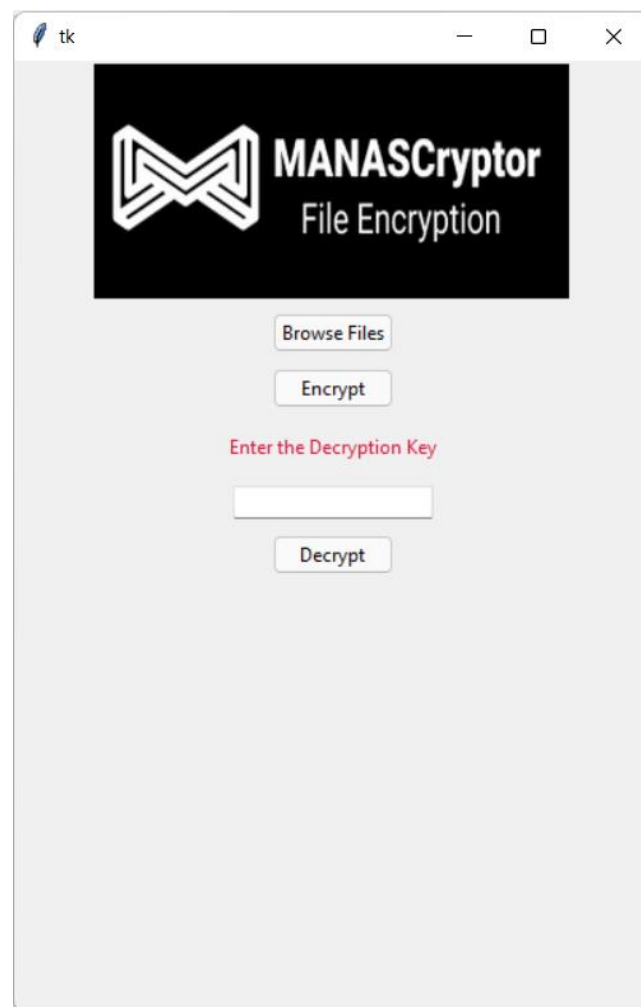 tk
MANASCryptor
File Encryption
Browse Files
Encrypt
Enter the Decryption Key
Decrypt